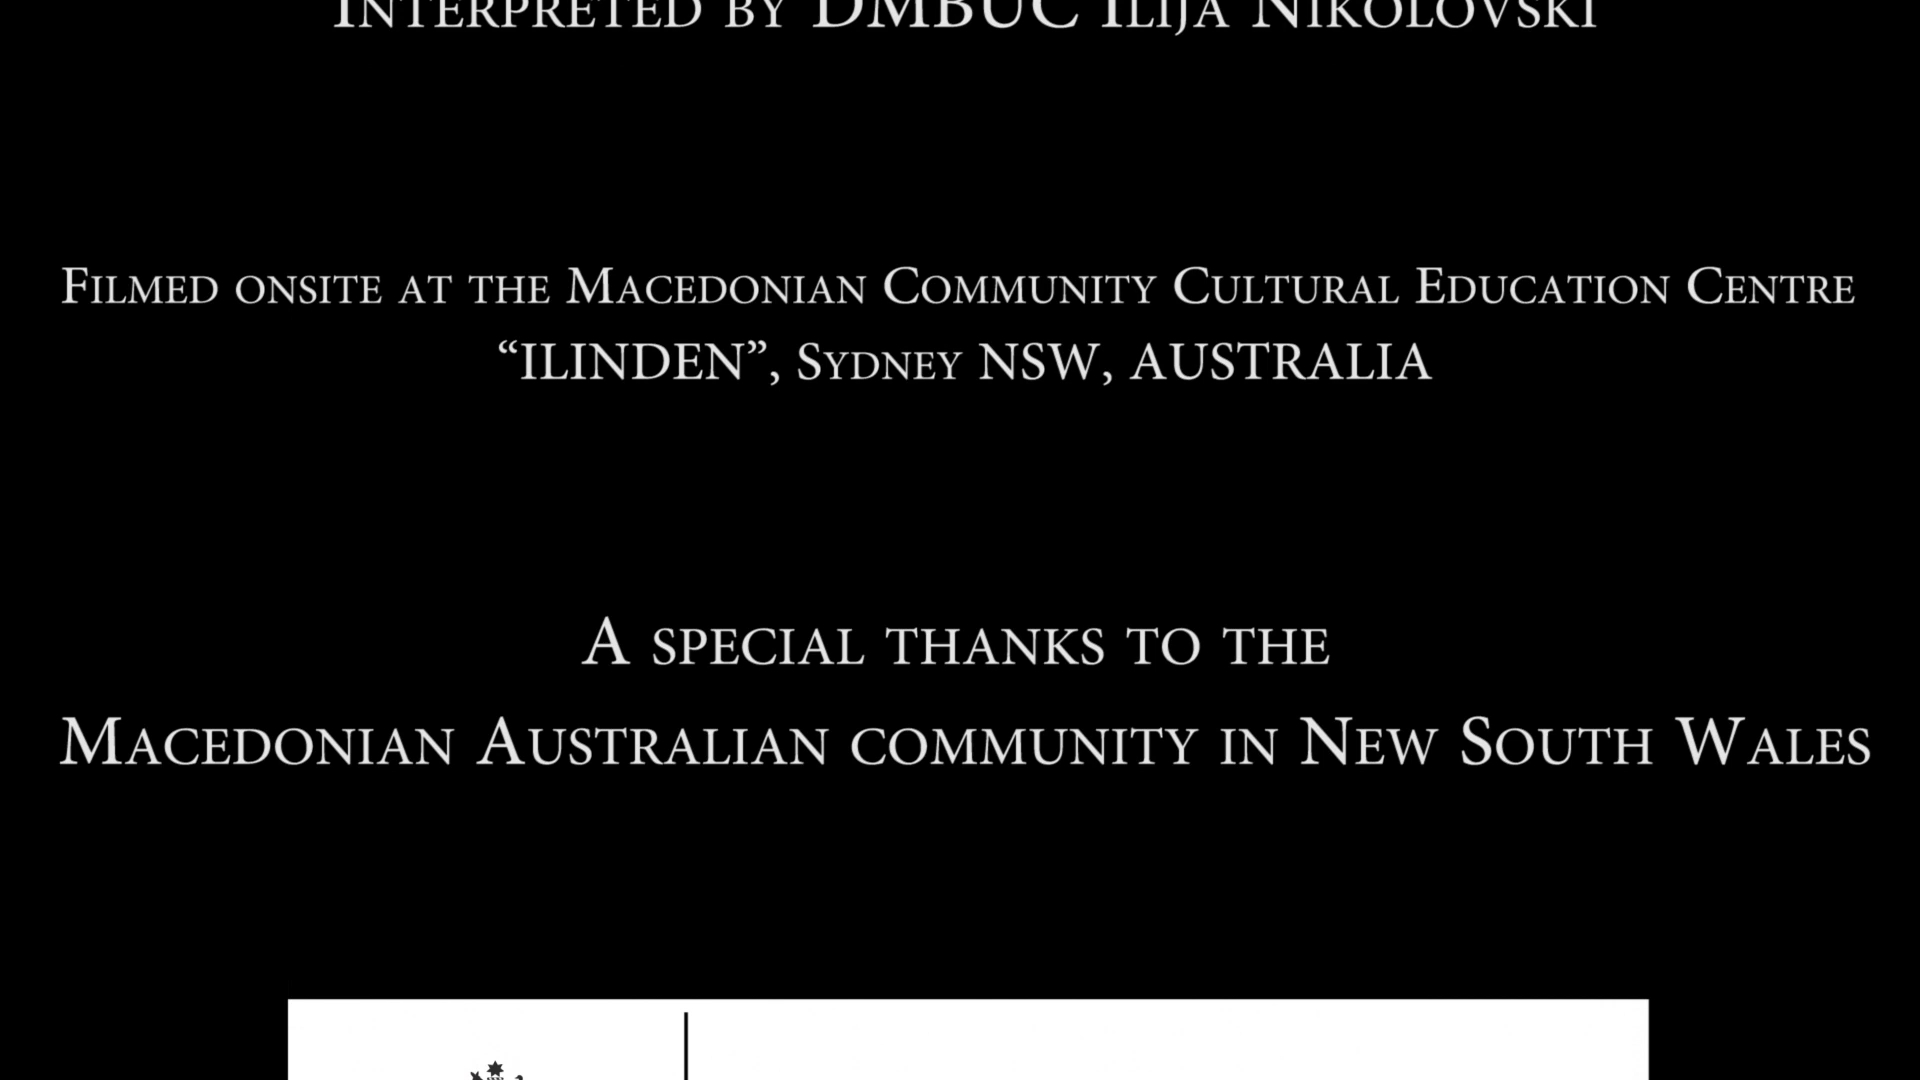 Interpreted by DMBUC Ilija Nikolovski
Filmed onsite at the Macedonian Community Cultural Education Centre
“ILINDEN”, Sydney NSW, AUSTRALIA
A special thanks to the
Macedonian Australian community in New South Wales